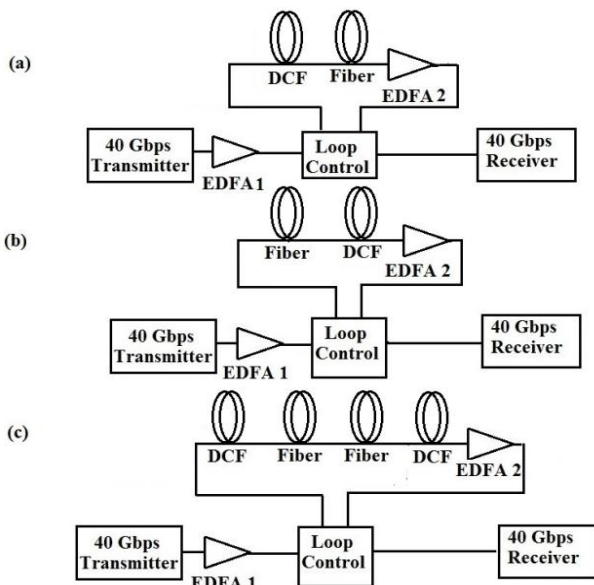 (a)
DCF
Fiber
EDFA 2
40 Gbps
Transmitter
EDFA 1
Loop
Control
40 Gbps
Receiver
(b)
Fiber
DCF
EDFA 2
40 Gbps
Transmitter
EDFA 1
Loop
Control
40 Gbps
Receiver
(c)
DCF
Fiber
Fiber
DCF
EDFA 2
40 Gbps
Transmitter
EDFA 1
Loop
Control
40 Gbps
Receiver